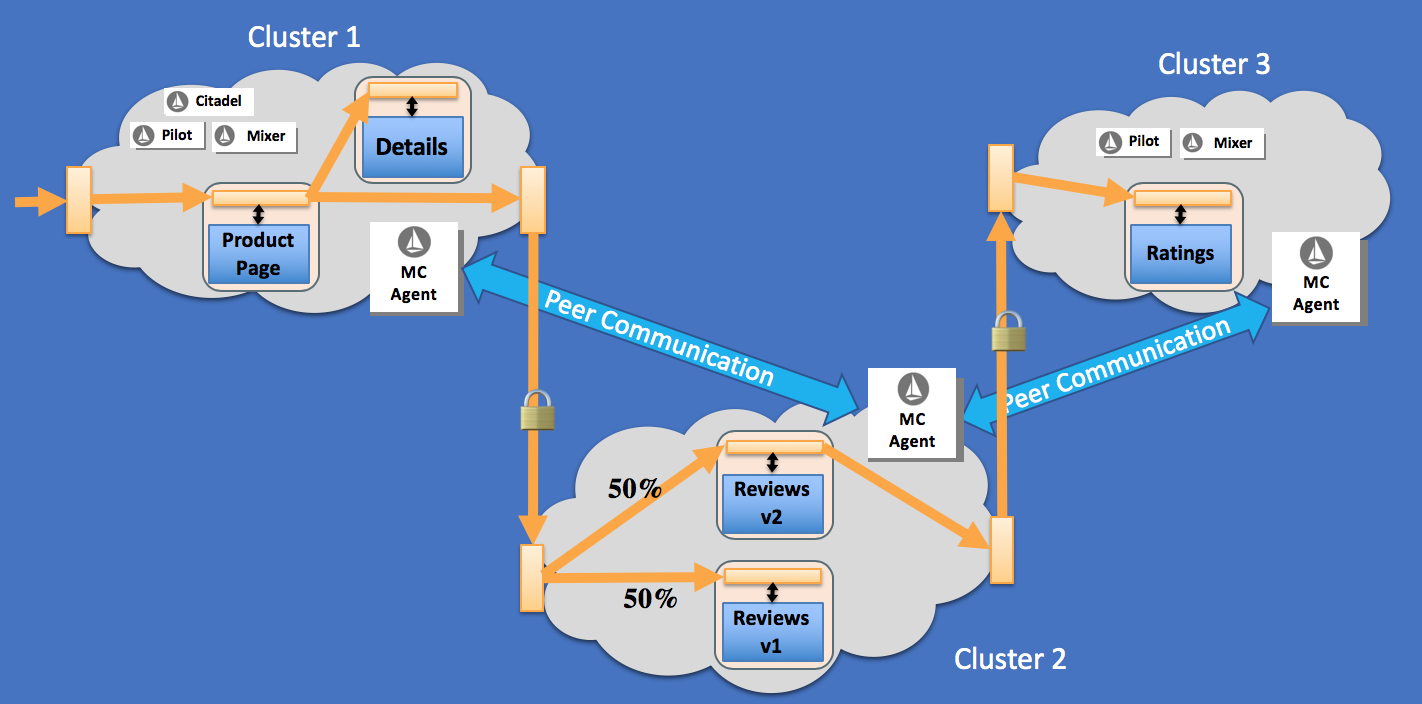 Cluster 1
Citadel
Pilot
Mixer
Details
Product
Page
MC
Agent
Peer Communication
Cluster 3
Pilot
Mixer
Ratings
MC
Agent
Peer Communication
MC
Agent
50%
Reviews
v2
50%
Reviews
v1
Cluster 2